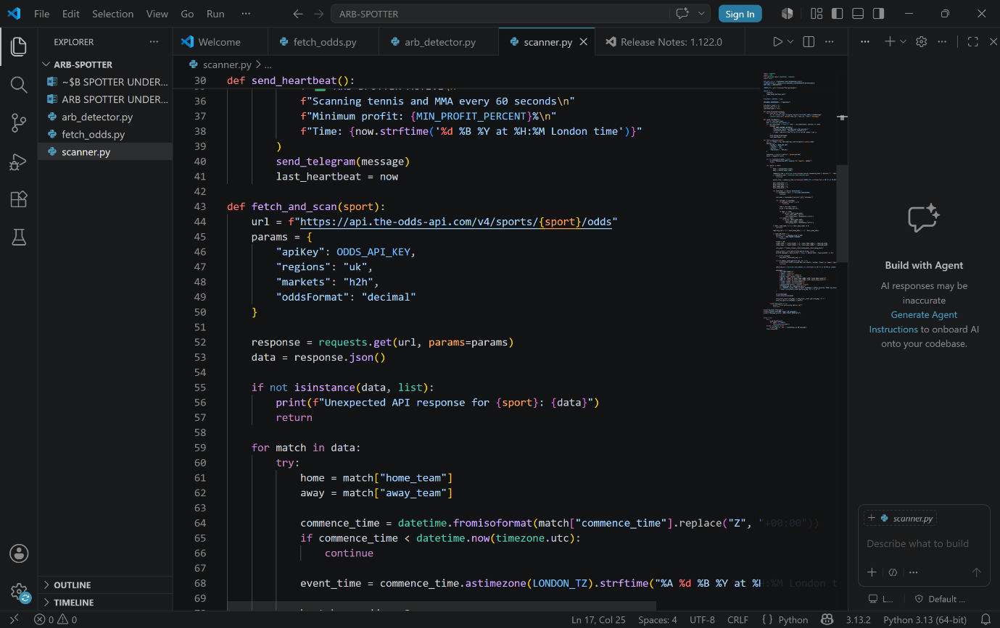 File Edit Selection View Go Run ··· ARB-SPOTTER Sign In
EXPLORER
Welcome fetch_odds.py arb_detector.py scanner.py Release Notes: 1.122.0
ARB-SPOTTER
~$B SPOTTER UNDER...
ARB SPOTTER UNDER...
arb_detector.py
fetch_odds.py
scanner.py
OUTLINE
TIMELINE
scanner.py > ...
30 def send_heartbeat():
36 f"Scanning tennis and MMA every 60 seconds\n"
37 f"Minimum profit: {MIN_PROFIT_PERCENT}%\n"
38 f"Time: {now.strftime('%d %B %Y at %H:%M London time')}"
39 )
40 send_telegram(message)
41 last_heartbeat = now
42
43 def fetch_and_scan(sport):
44 url = f"https://api.the-odds-api.com/v4/sports/{sport}/odds"
45 params = {
46 "apiKey": ODDS_API_KEY,
47 "regions": "uk",
48 "markets": "h2h",
49 "oddsFormat": "decimal"
50 }
51
52 response = requests.get(url, params=params)
53 data = response.json()
54
55 if not isinstance(data, list):
56 print(f"Unexpected API response for {sport}: {data}")
57 return
58
59 for match in data:
60 try:
61 home = match["home_team"]
62 away = match["away_team"]
63
64 commence_time = datetime.fromisoformat(match["commence_time"].replace("Z", "+00:00"))
65 if commence_time < datetime.now(timezone.utc):
66 continue
67
68 event_time = commence_time.astimezone(LONDON_TZ).strftime("%A %d %B %Y at %H:%M London t
69
Build with Agent
AI responses may be
inaccurate
Generate Agent
Instructions to onboard AI
onto your codebase.
scanner.py
Describe what to build
L... Default ...
0 0 Ln 17, Col 25 Spaces: 4 UTF-8 CRLF {} Python 3.13.2 Python 3.13 (64-bit)